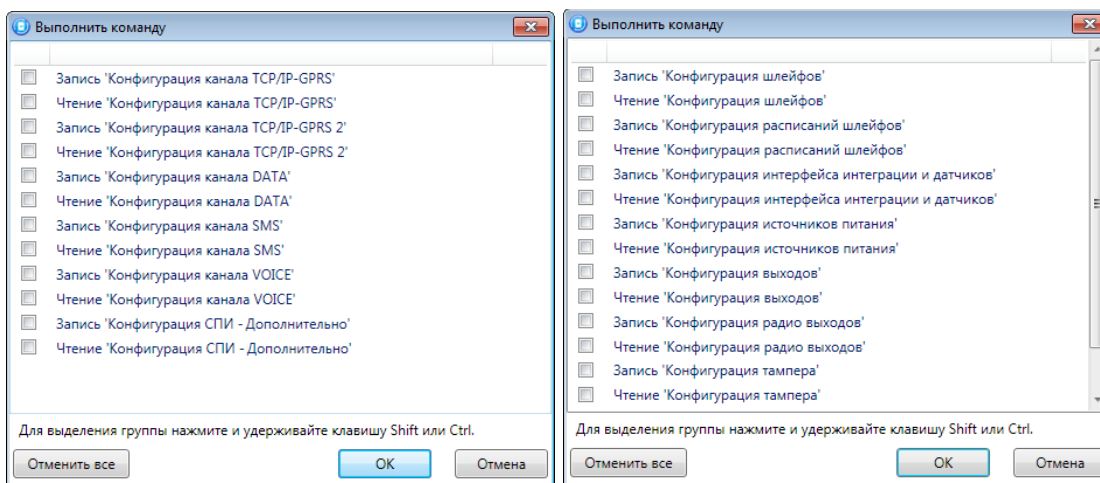 Выполнить команду
Запись 'Конфигурация канала TCP/IP-GPRS'
Чтение 'Конфигурация канала TCP/IP-GPRS'
Запись 'Конфигурация канала TCP/IP-GPRS 2'
Чтение 'Конфигурация канала TCP/IP-GPRS 2'
Запись 'Конфигурация канала DATA'
Чтение 'Конфигурация канала DATA'
Запись 'Конфигурация канала SMS'
Чтение 'Конфигурация канала SMS'
Запись 'Конфигурация канала VOICE'
Чтение 'Конфигурация канала VOICE'
Запись 'Конфигурация СПИ - Дополнительно'
Чтение 'Конфигурация СПИ - Дополнительно'
Для выделения группы нажмите и удерживайте клавишу Shift или Ctrl.
Отменить все
OK
Отмена
Выполнить команду
Запись 'Конфигурация шлейфов'
Чтение 'Конфигурация шлейфов'
Запись 'Конфигурация расписаний шлейфов'
Чтение 'Конфигурация расписаний шлейфов'
Запись 'Конфигурация интерфейса интеграции и датчиков'
Чтение 'Конфигурация интерфейса интеграции и датчиков'
Запись 'Конфигурация источников питания'
Чтение 'Конфигурация источников питания'
Запись 'Конфигурация выходов'
Чтение 'Конфигурация выходов'
Запись 'Конфигурация радио выходов'
Чтение 'Конфигурация радио выходов'
Запись 'Конфигурация тампера'
Чтение 'Конфигурация тампера'
Для выделения группы нажмите и удерживайте клавишу Shift или Ctrl.
Отменить все
OK
Отмена